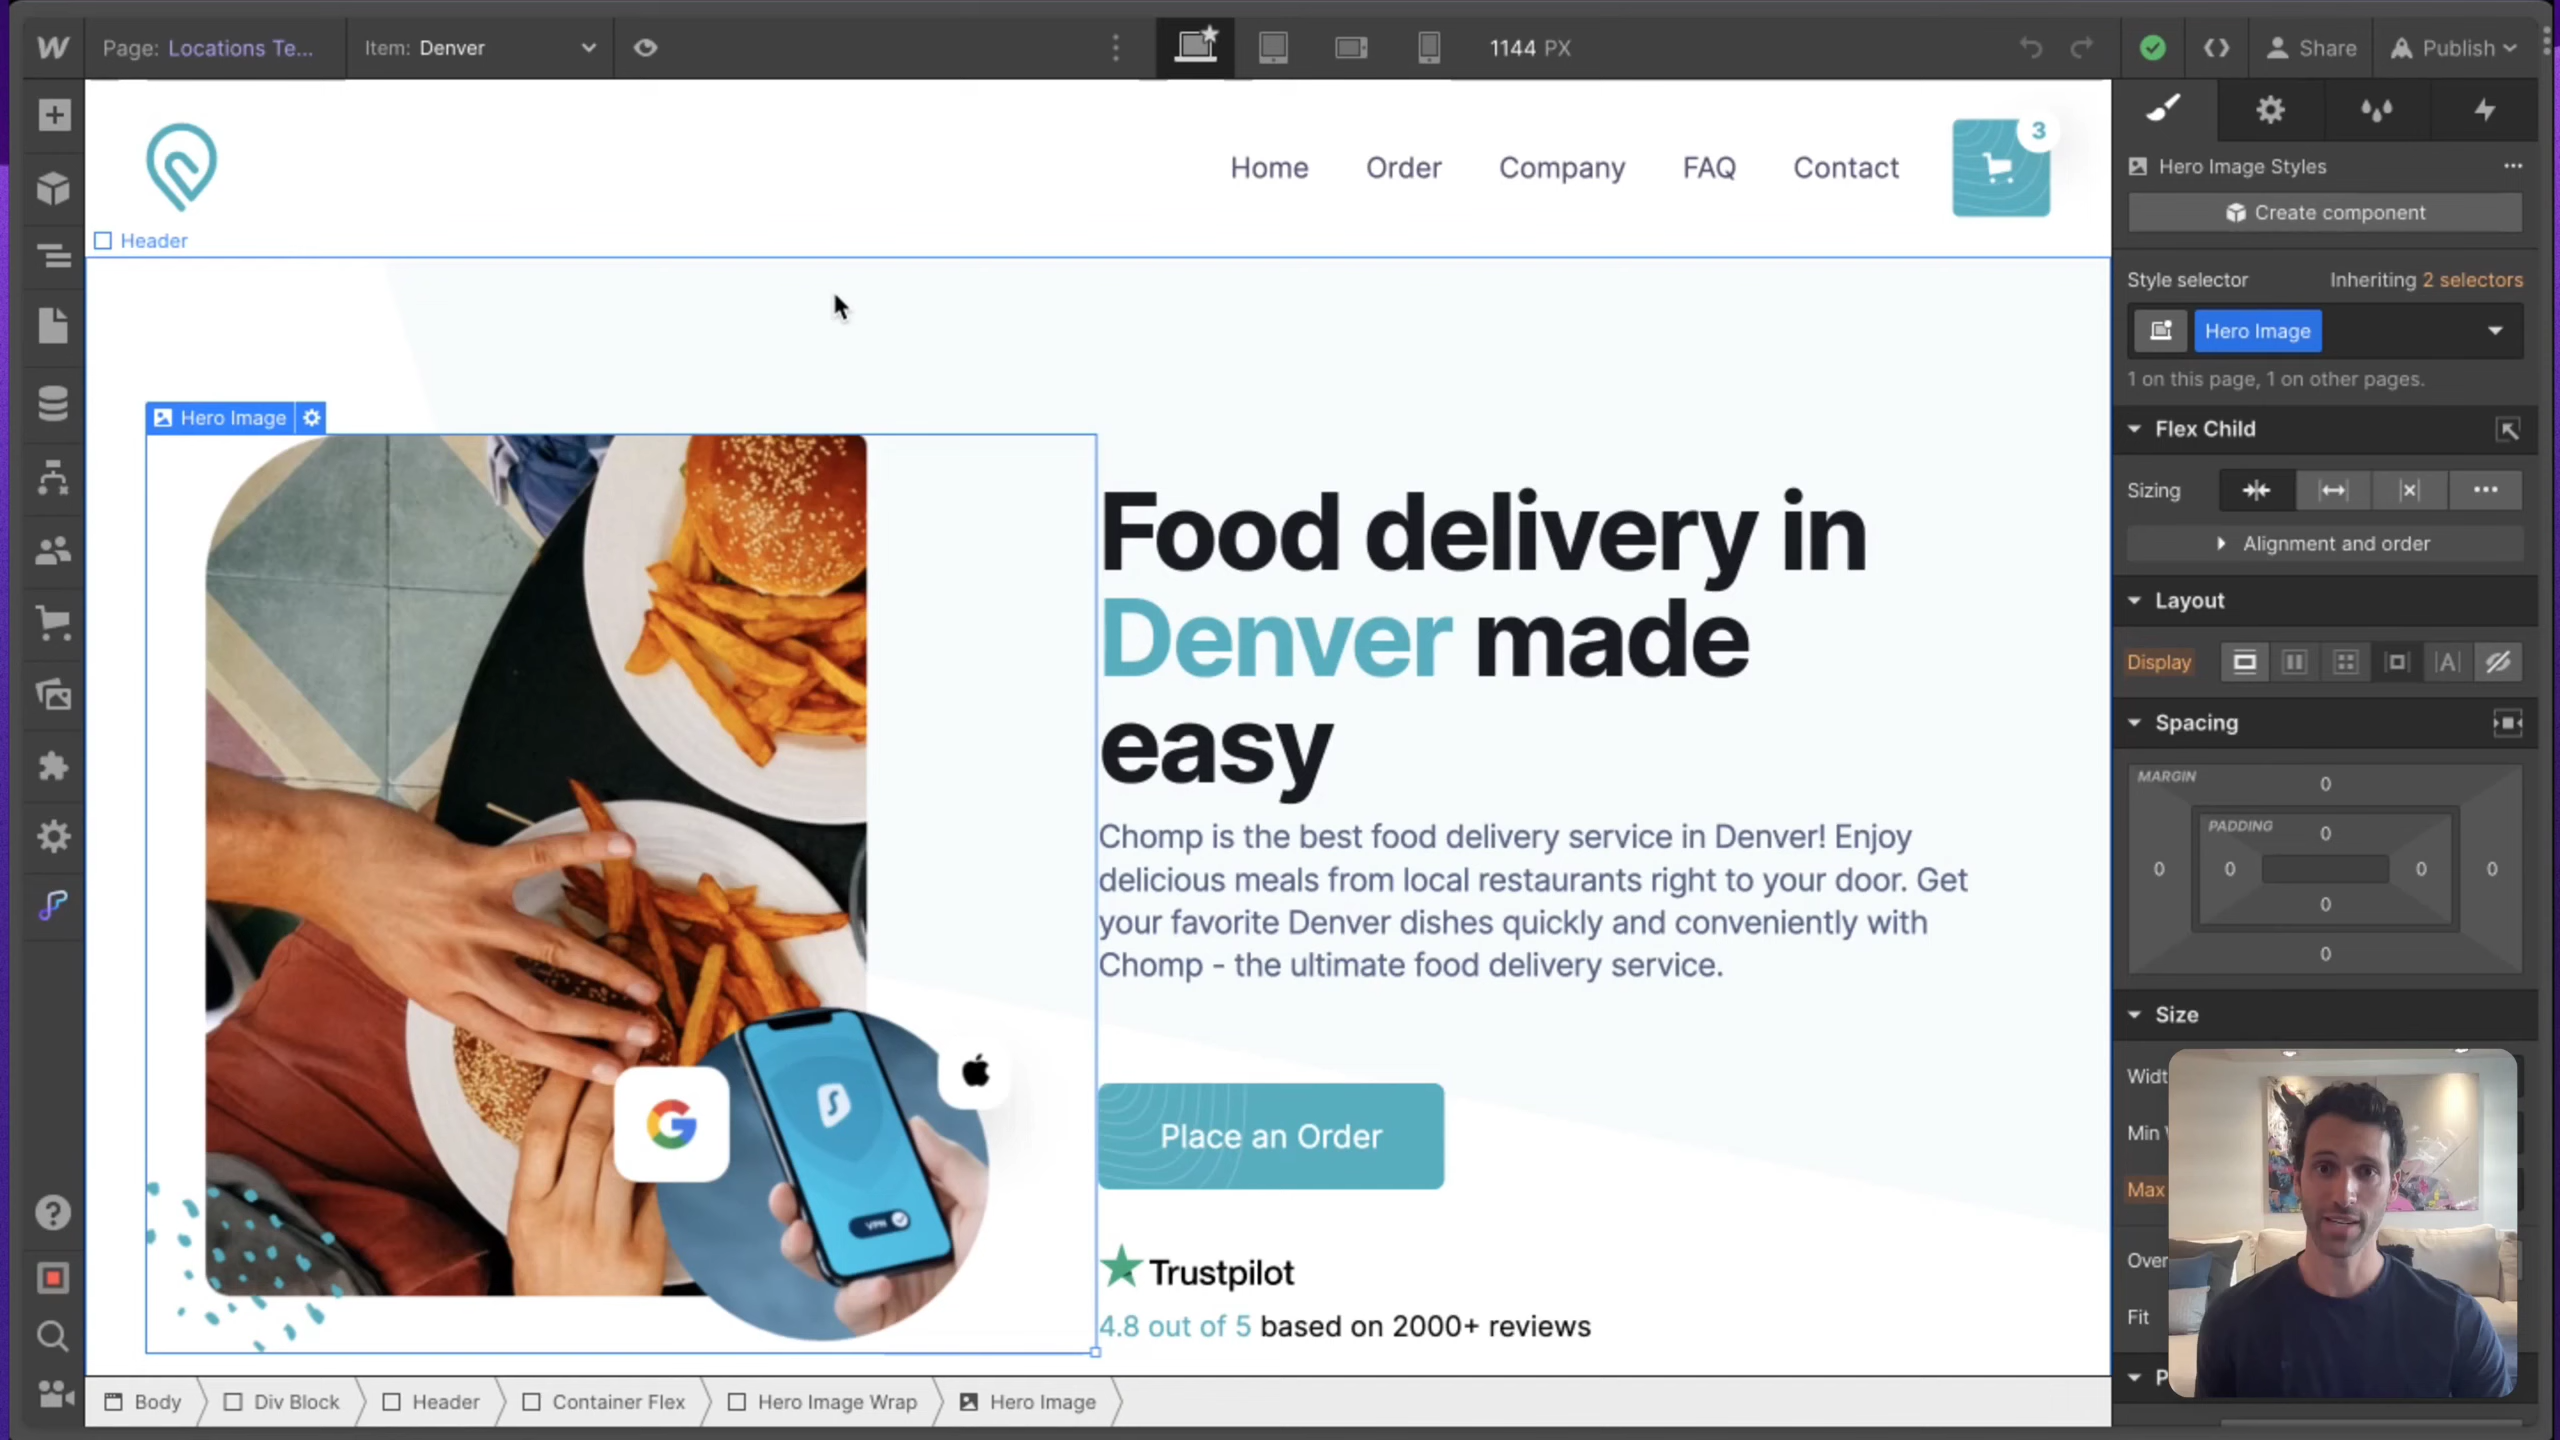 Page: Locations Te...
Item: Denver
1144 PX
Share
Publish
Home
Order
Company
FAQ
Contact
3
Header
Hero Image
Food delivery in
Denver made
easy
Chomp is the best food delivery service in Denver! Enjoy
delicious meals from local restaurants right to your door. Get
your favorite Denver dishes quickly and conveniently with
Chomp - the ultimate food delivery service.
VPN
Place an Order
Trustpilot
4.8 out of 5 based on 2000+ reviews
Body
Div Block
Header
Container Flex
Hero Image Wrap
Hero Image
Hero Image Styles
Create component
Style selector
Inheriting 2 selectors
Hero Image
1 on this page, 1 on other pages.
Flex Child
Sizing
Alignment and order
Layout
Display
Spacing
MARGIN
0
PADDING
0
0
0
0
0
0
0
Size
Widt
Min
Max
Over
Fit
P